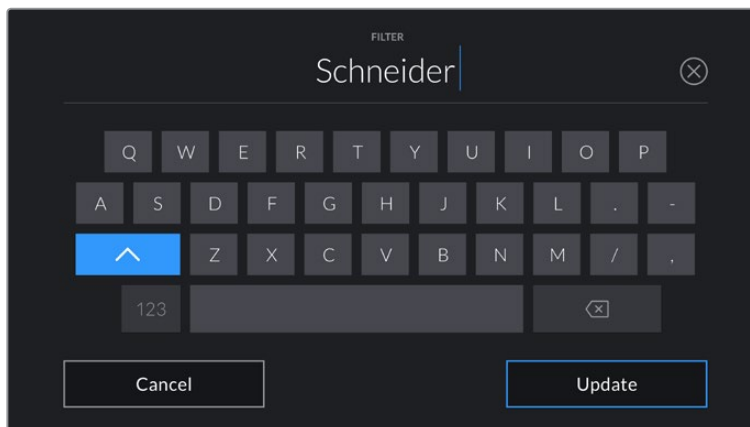 FILTER
Schneider
Q W E R T Y U I O P
A S D F G H J K L . -
Z X C V B N M / ,
123
Cancel Update